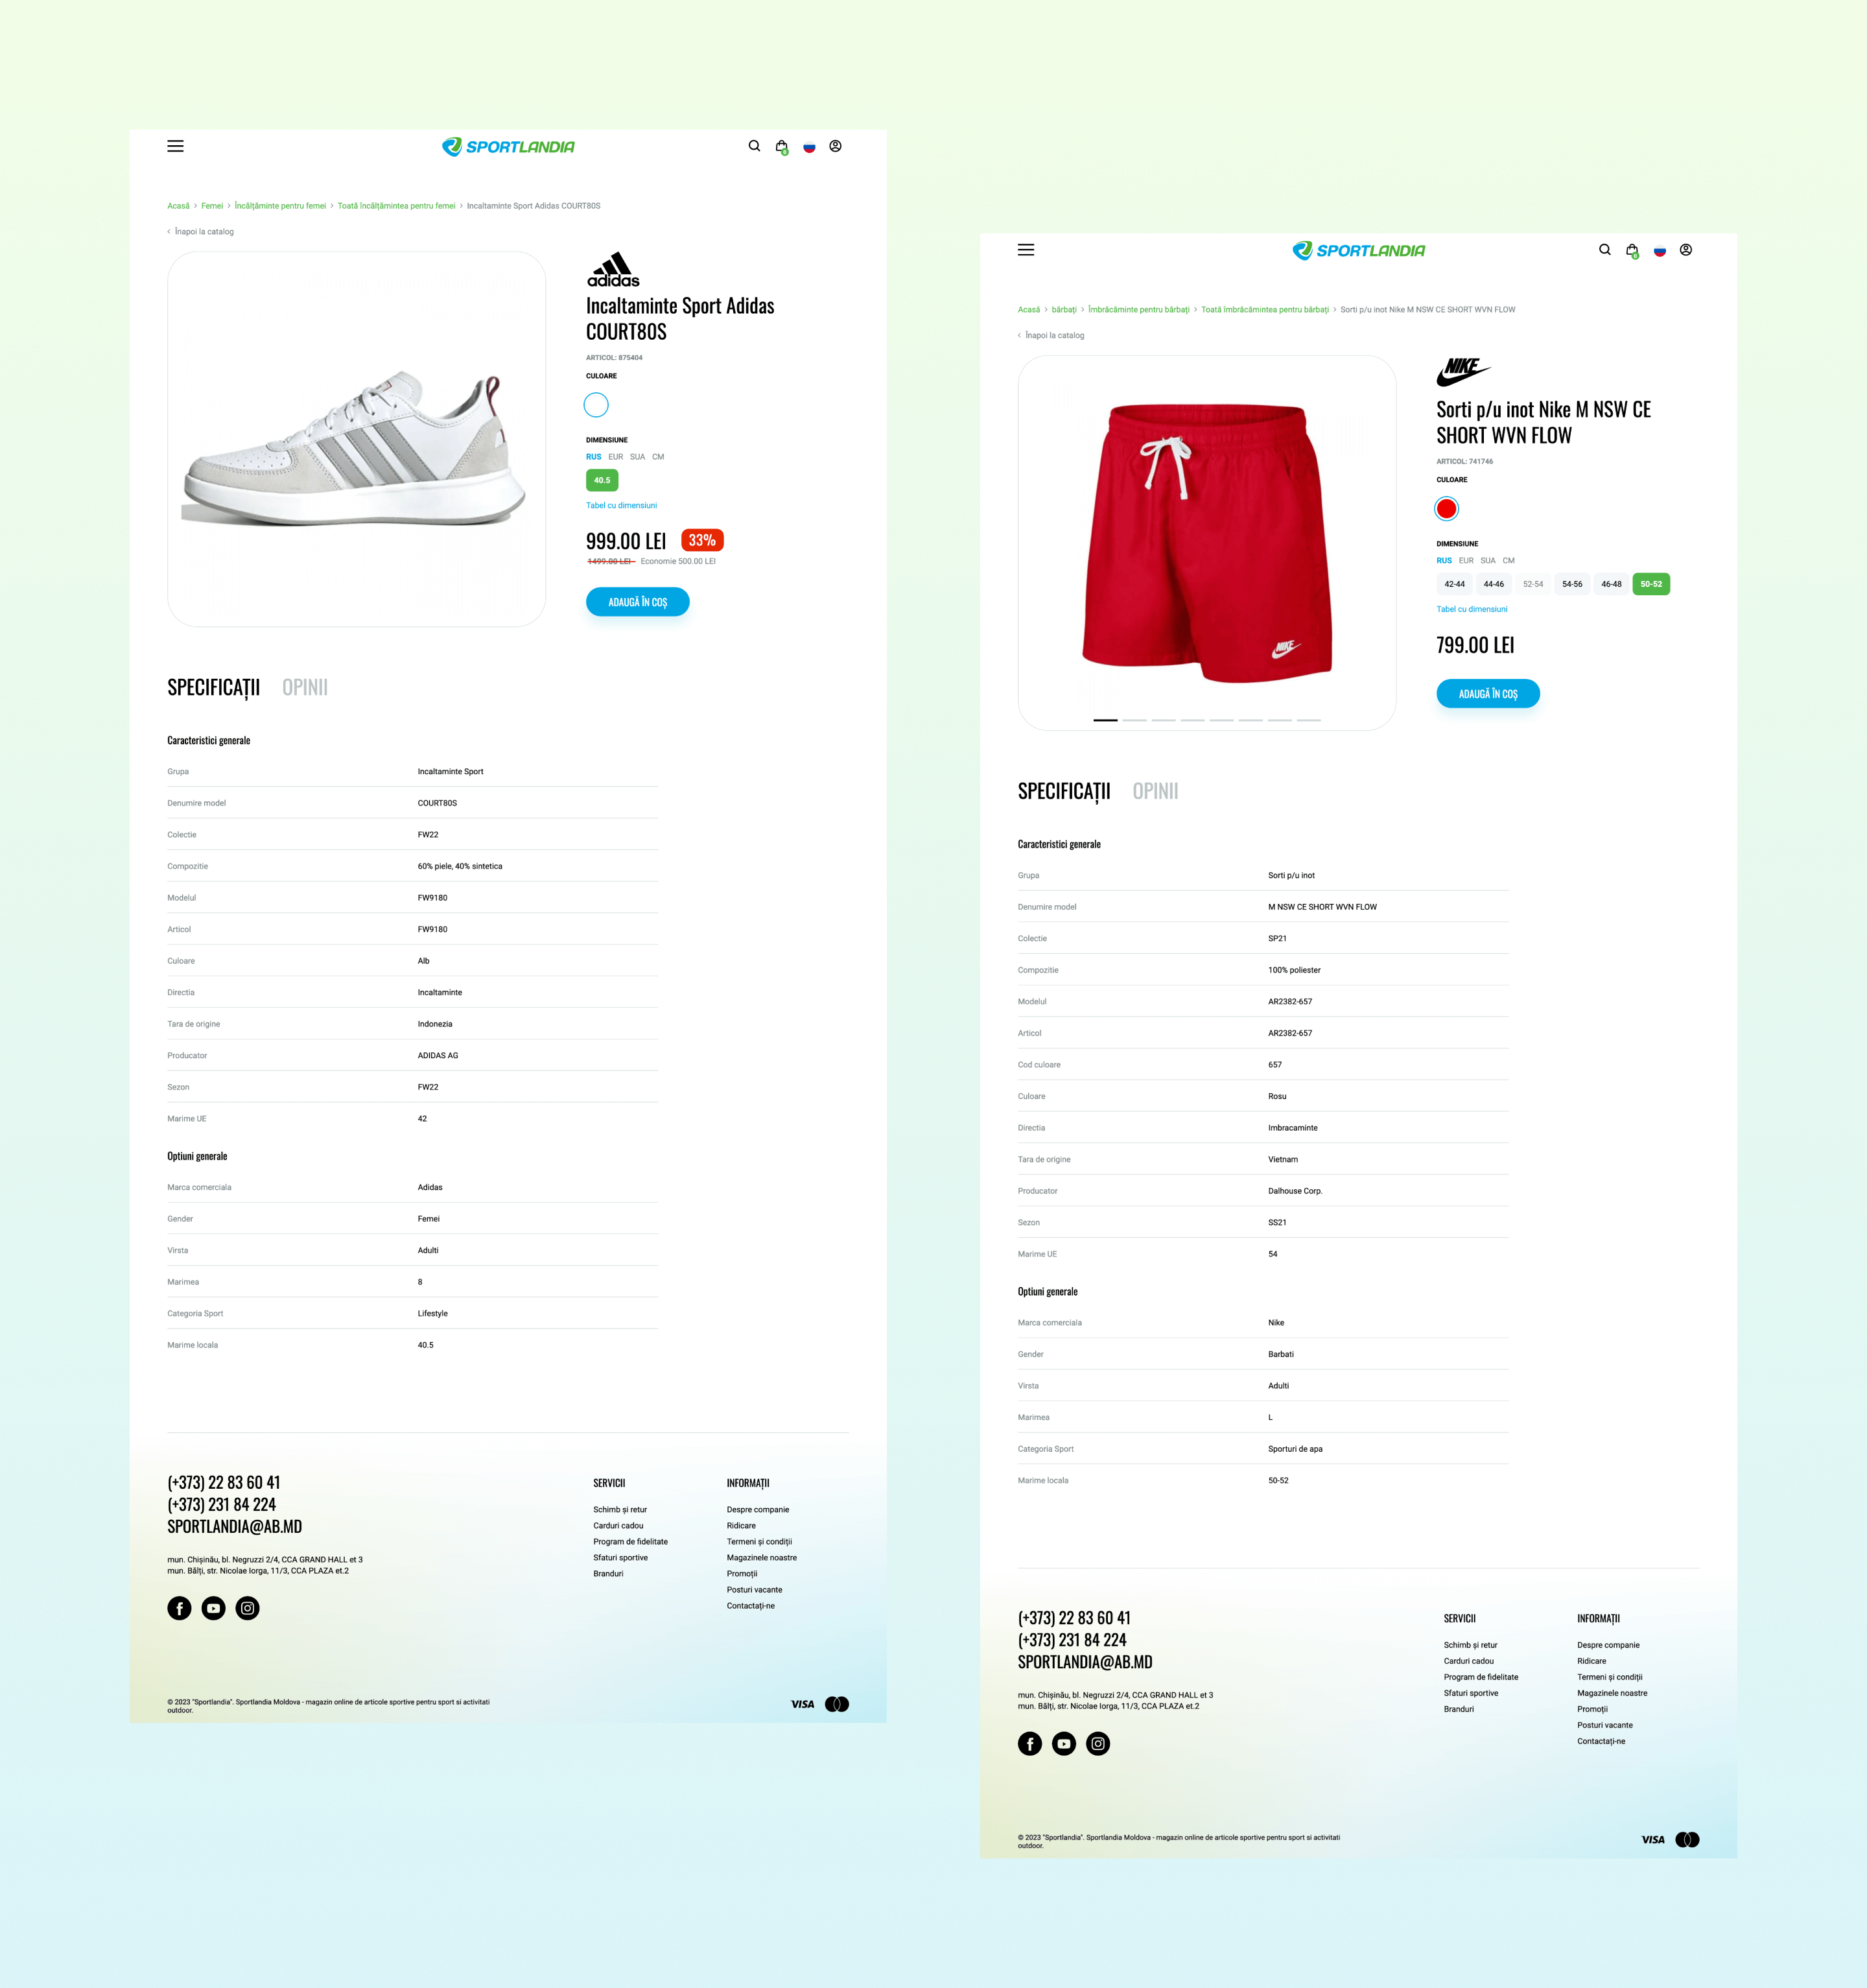 SPORTLANDIA
0
Acasă > Femei > Încălțăminte pentru femei > Toată încălțămintea pentru femei > Incaltaminte Sport Adidas COURT80S
< Înapoi la catalog
adidas
Incaltaminte Sport Adidas
COURT80S
ARTICOL: 875404
CULOARE
DIMENSIUNE
RUS EUR SUA CM
40.5
Tabel cu dimensiuni
999.00 LEI 33%
1499.00 LEI Economie 500.00 LEI
ADAUGĂ ÎN COȘ
SPECIFICAȚII OPINII
Caracteristici generale
Grupa Incaltaminte Sport
Denumire model COURT80S
Colectie FW22
Compozitie 60% piele, 40% sintetica
Modelul FW9180
Articol FW9180
Culoare Alb
Directia Incaltaminte
Tara de origine Indonezia
Producator ADIDAS AG
Sezon FW22
Marime UE 42
Optiuni generale
Marca comerciala Adidas
Gender Femei
Virsta Adulti
Marimea 8
Categoria Sport Lifestyle
Marime locala 40.5
(+373) 22 83 60 41
(+373) 231 84 224
SPORTLANDIA@AB.MD
mun. Chișinău, bl. Negruzzi 2/4, CCA GRAND HALL et 3
mun. Bălți, str. Nicolae Iorga, 11/3, CCA PLAZA et.2
SERVICII
Schimb și retur
Carduri cadou
Program de fidelitate
Sfaturi sportive
Branduri
INFORMAȚII
Despre companie
Ridicare
Termeni și condiții
Magazinele noastre
Promoții
Posturi vacante
Contactați-ne
© 2023 "Sportlandia". Sportlandia Moldova - magazin online de articole sportive pentru sport si activitati
outdoor.
VISA
SPORTLANDIA
0
Acasă > bărbați > Îmbrăcăminte pentru bărbați > Toată îmbrăcămintea pentru bărbați > Sorti p/u inot Nike M NSW CE SHORT WVN FLOW
< Înapoi la catalog
NIKE
NIKE
Sorti p/u inot Nike M NSW CE
SHORT WVN FLOW
ARTICOL: 741746
CULOARE
DIMENSIUNE
RUS EUR SUA CM
42-44 44-46 52-54 54-56 46-48 50-52
Tabel cu dimensiuni
799.00 LEI
ADAUGĂ ÎN COȘ
SPECIFICAȚII OPINII
Caracteristici generale
Grupa Sorti p/u inot
Denumire model M NSW CE SHORT WVN FLOW
Colectie SP21
Compozitie 100% poliester
Modelul AR2382-657
Articol AR2382-657
Cod culoare 657
Culoare Rosu
Directia Imbracaminte
Tara de origine Vietnam
Producator Dalhouse Corp.
Sezon SS21
Marime UE 54
Optiuni generale
Marca comerciala Nike
Gender Barbati
Virsta Adulti
Marimea L
Categoria Sport Sporturi de apa
Marime locala 50-52
(+373) 22 83 60 41
(+373) 231 84 224
SPORTLANDIA@AB.MD
mun. Chișinău, bl. Negruzzi 2/4, CCA GRAND HALL et 3
mun. Bălți, str. Nicolae Iorga, 11/3, CCA PLAZA et.2
SERVICII
Schimb și retur
Carduri cadou
Program de fidelitate
Sfaturi sportive
Branduri
INFORMAȚII
Despre companie
Ridicare
Termeni și condiții
Magazinele noastre
Promoții
Posturi vacante
Contactați-ne
© 2023 "Sportlandia". Sportlandia Moldova - magazin online de articole sportive pentru sport si activitati
outdoor.
VISA